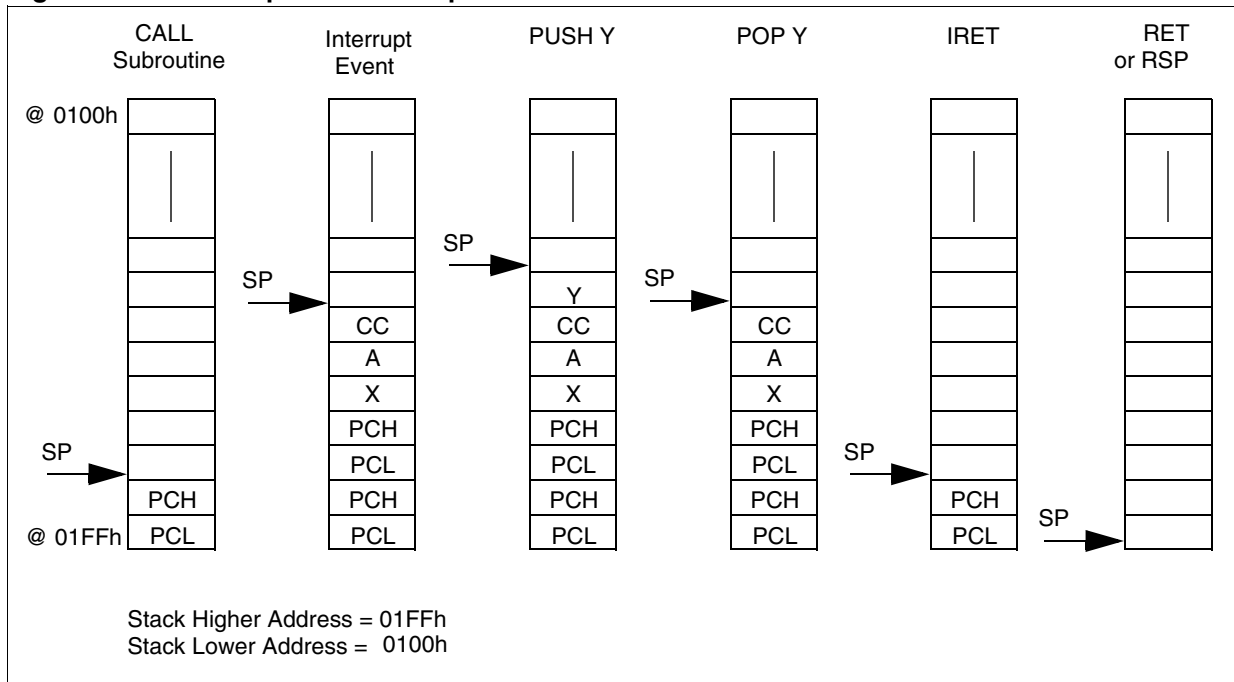 CALL
Subroutine
Interrupt
Event
PUSH Y
POP Y
IRET
RET
or RSP
@ 0100h
SP
SP
SP
Y
CC
CC
CC
A
A
A
X
X
X
PCH
PCH
PCH
SP
PCL
PCL
PCL
SP
PCH
PCH
PCH
PCH
PCH
SP
@ 01FFh
PCL
PCL
PCL
PCL
PCL
Stack Higher Address = 01FFh
Stack Lower Address = 0100h